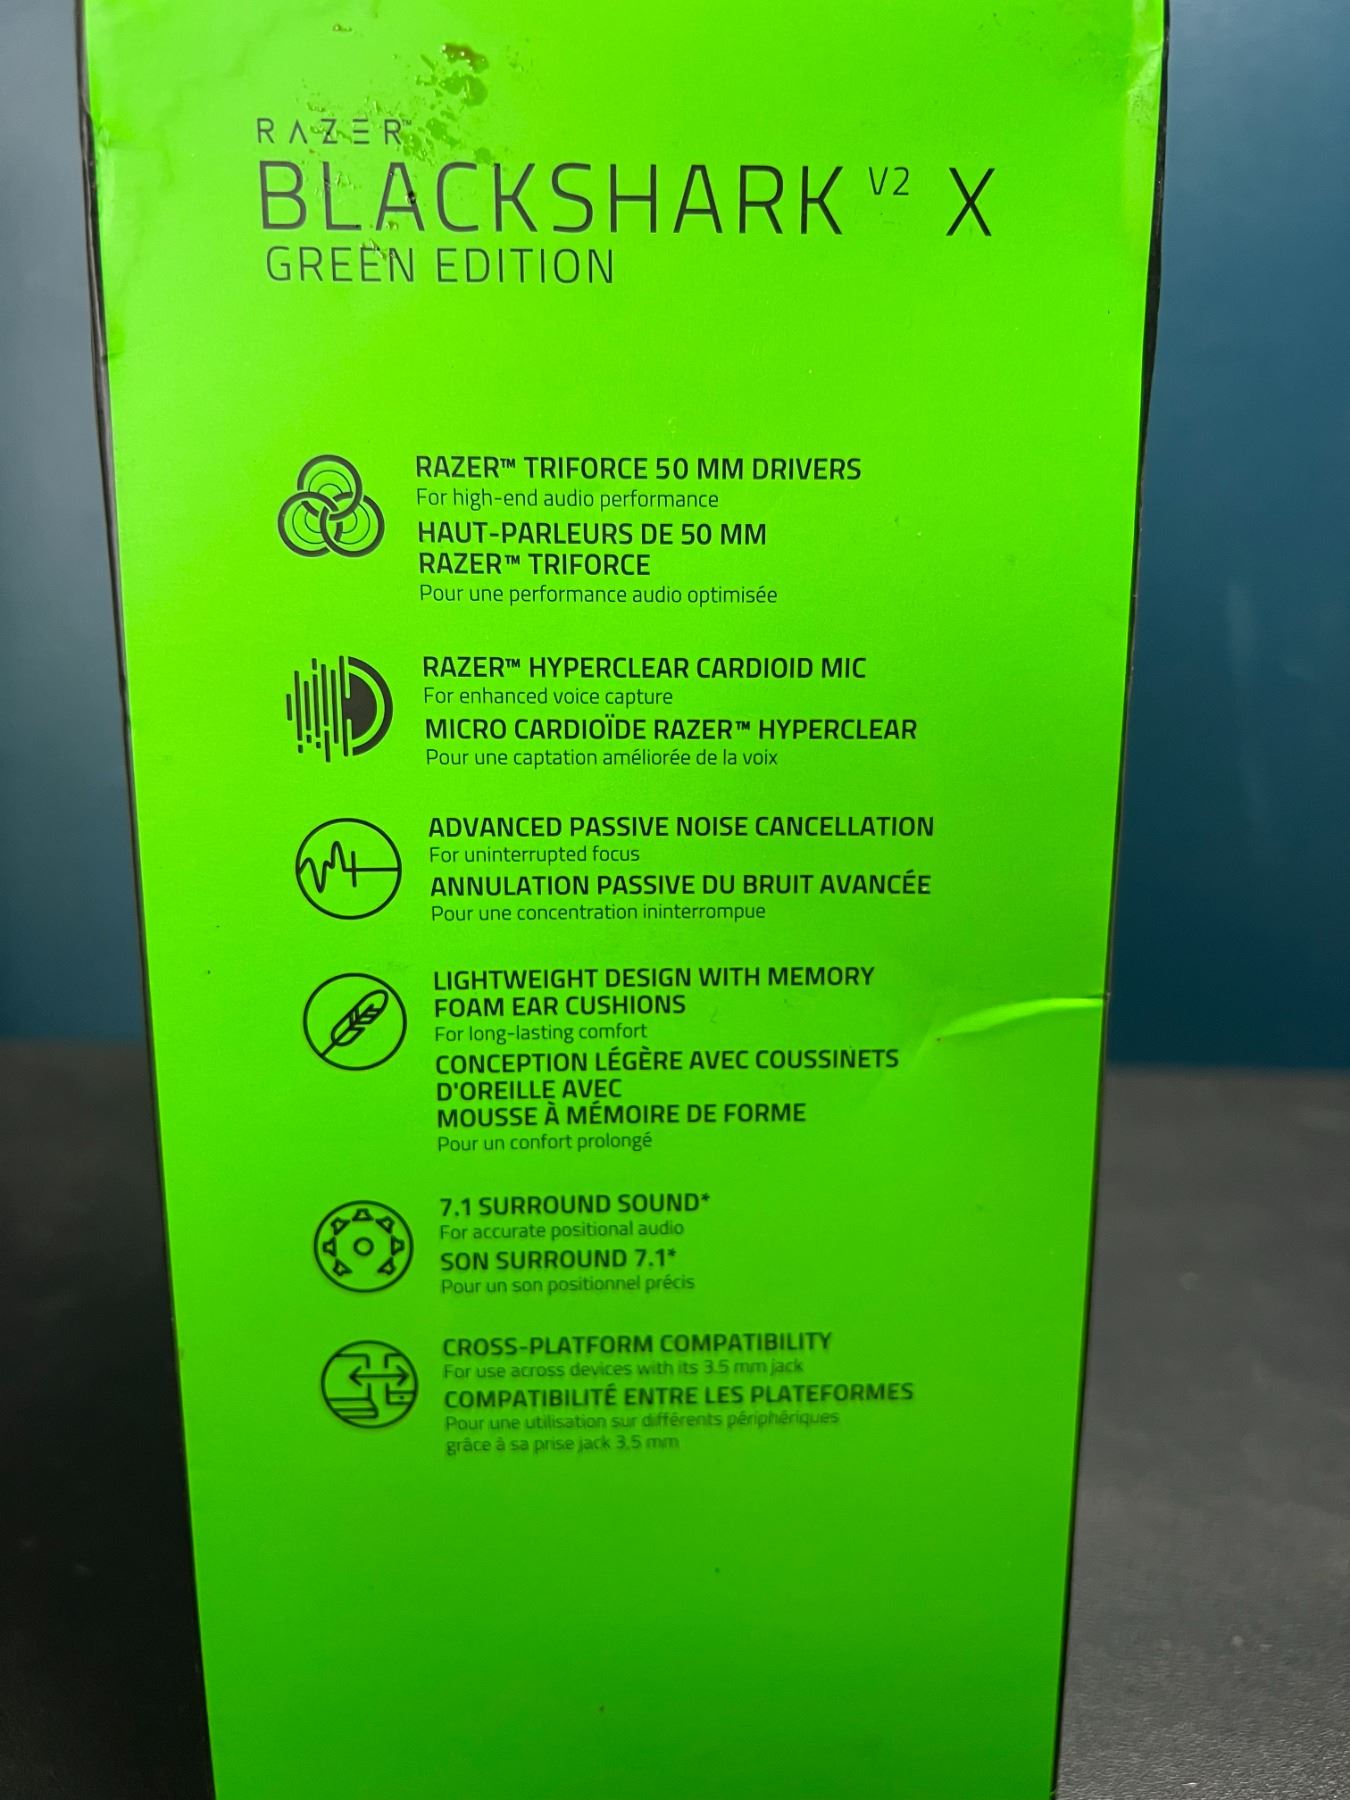 RAZER™
BLACKSHARK V2 X
GREEN EDITION
RAZER™ TRIFORCE 50 MM DRIVERS
For high-end audio performance
HAUT-PARLEURS DE 50 MM
RAZER™ TRIFORCE
Pour une performance audio optimisée
RAZER™ HYPERCLEAR CARDIOID MIC
For enhanced voice capture
MICRO CARDIOÏDE RAZER™ HYPERCLEAR
Pour une captation améliorée de la voix
ADVANCED PASSIVE NOISE CANCELLATION
For uninterrupted focus
ANNULATION PASSIVE DU BRUIT AVANCÉE
Pour une concentration ininterrompue
LIGHTWEIGHT DESIGN WITH MEMORY
FOAM EAR CUSHIONS
For long-lasting comfort
CONCEPTION LÉGÈRE AVEC COUSSINETS
D'OREILLE AVEC
MOUSSE À MÉMOIRE DE FORME
Pour un confort prolongé
7.1 SURROUND SOUND*
For accurate positional audio
SON SURROUND 7.1*
Pour un son positionnel précis
CROSS-PLATFORM COMPATIBILITY
For use across devices with its 3.5 mm jack
COMPATIBILITÉ ENTRE LES PLATEFORMES
Pour une utilisation sur différents périphériques
grâce à sa prise jack 3.5 mm